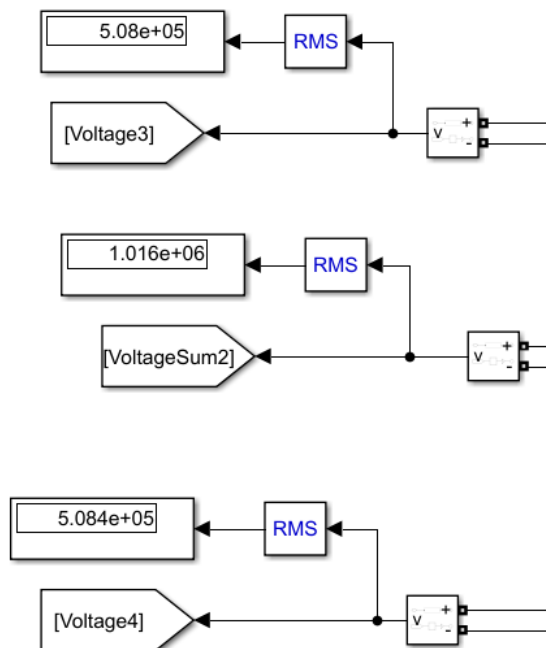 5.08e+05
RMS
[Voltage3]
v
+
-
1.016e+06
RMS
[VoltageSum2]
v
+
-
5.084e+05
RMS
[Voltage4]
v
+
-